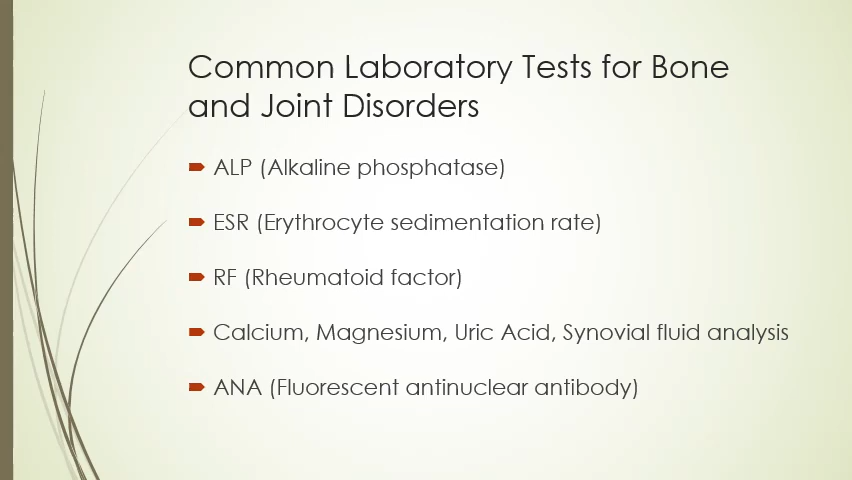 Common Laboratory Tests for Bone
and Joint Disorders
ALP (Alkaline phosphatase)
ESR (Erythrocyte sedimentation rate)
RF (Rheumatoid factor)
Calcium, Magnesium, Uric Acid, Synovial fluid analysis
ANA (Fluorescent antinuclear antibody)